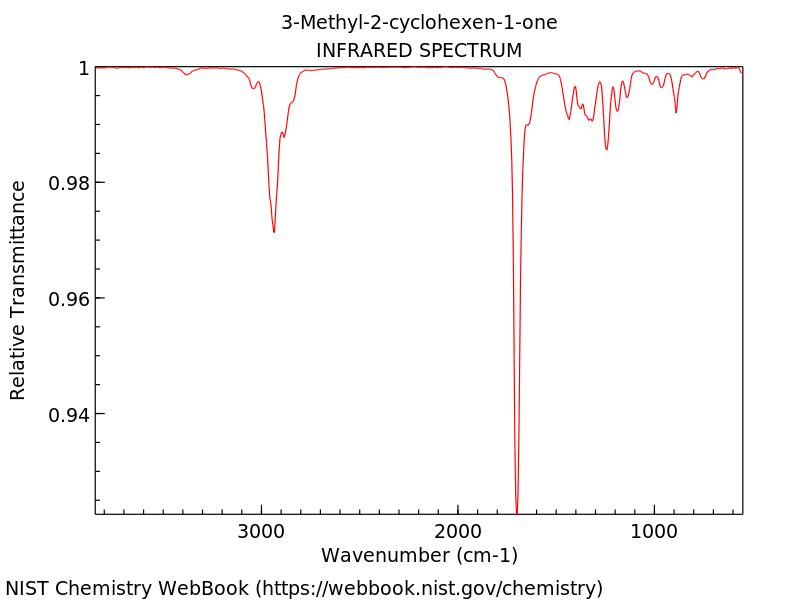 3-Methyl-2-cyclohexen-1-one
INFRARED SPECTRUM
1
0.98
0.96
0.94
Relative Transmittance
3000 2000 1000
Wavenumber (cm-1)
NIST Chemistry WebBook (https://webbook.nist.gov/chemistry)